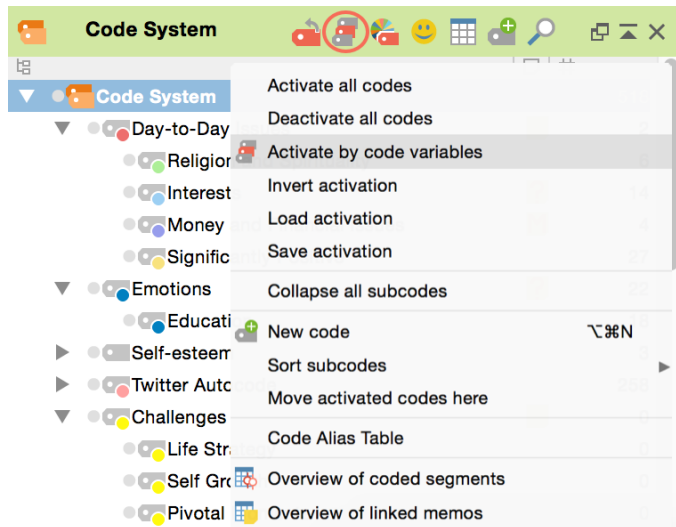 Code System
#
Code System
Day-to-Day
Religion
Interest
Money
Signific
Emotions
Educati
Self-esteem
Twitter Autoc
Challenges
Life Str
Self Gro
Pivotal
Activate all codes
Deactivate all codes
Activate by code variables
Invert activation
Load activation
Save activation
Collapse all subcodes
New code ⌥⌘N
Sort subcodes
Move activated codes here
Code Alias Table
Overview of coded segments
Overview of linked memos